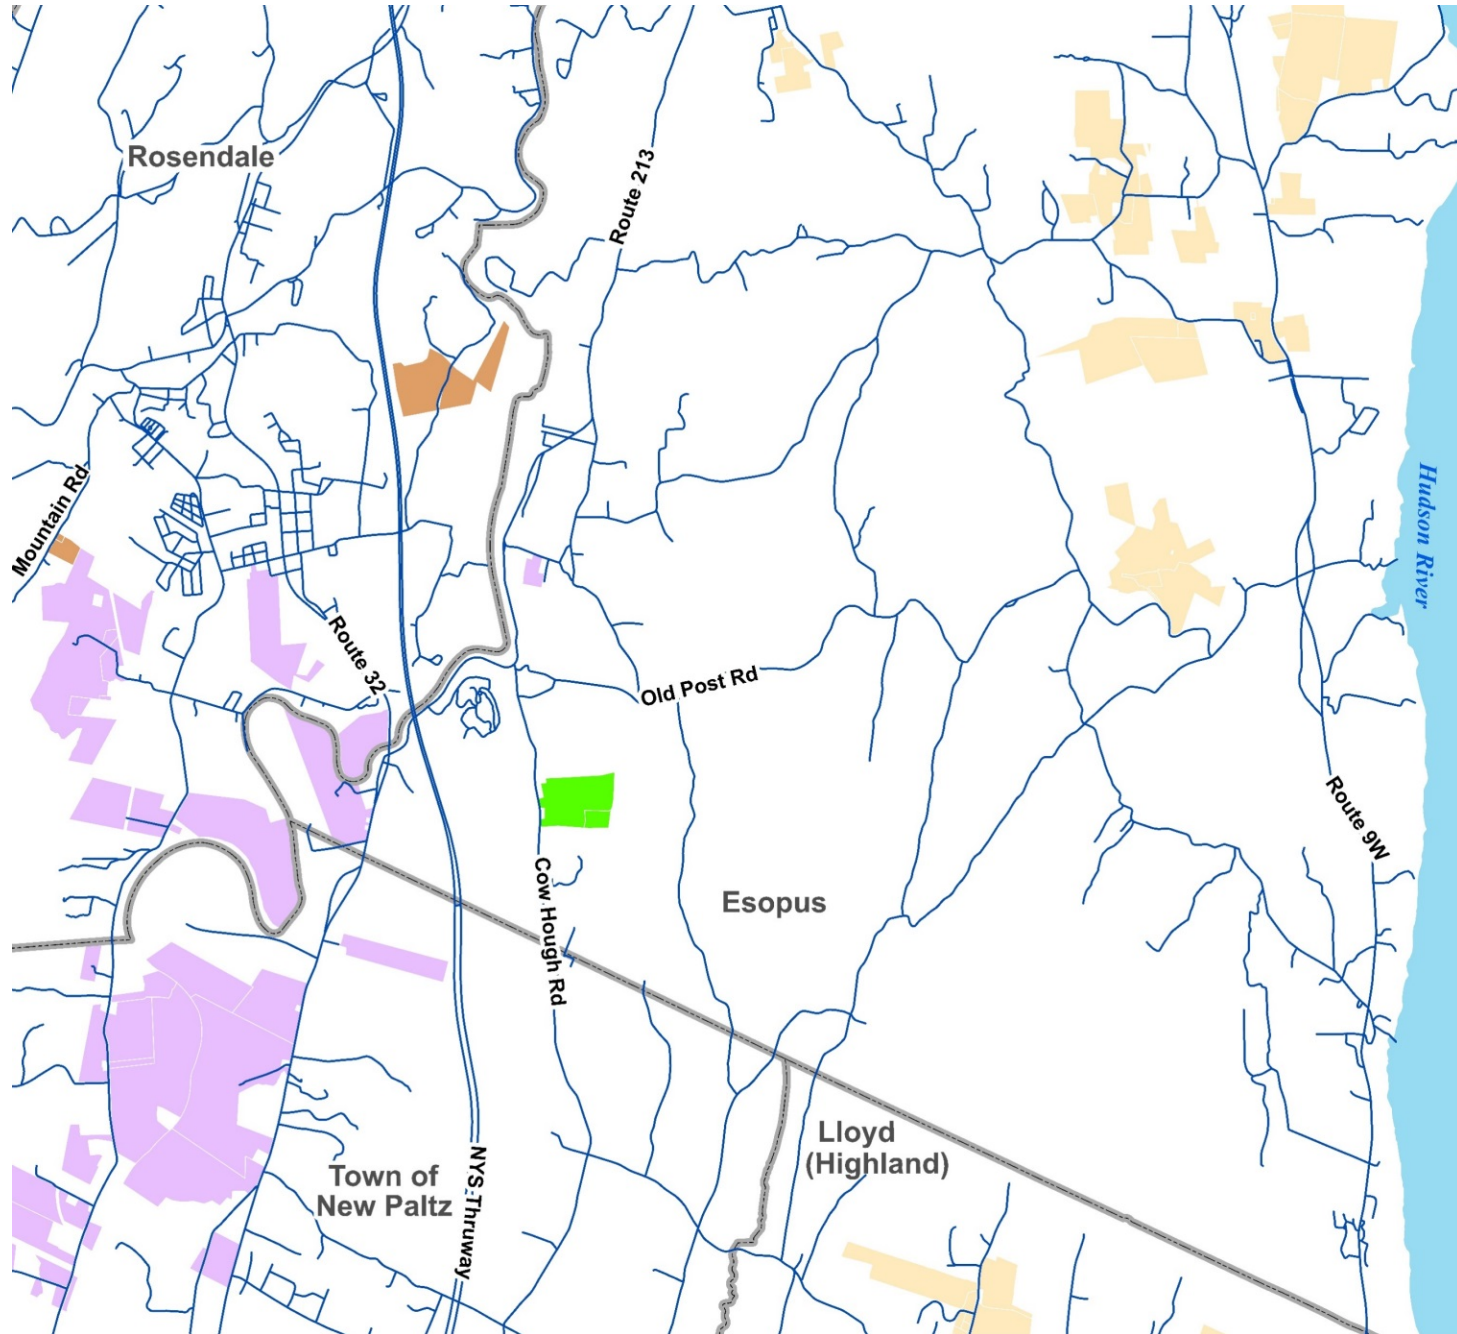 Rosendale
Route 213
Mountain Rd
Hudson River
Route 32
Old Post Rd
Route 9W
Cow Hough Rd
Esopus
Lloyd
(Highland)
Town of
New Paltz
NYS Thruway